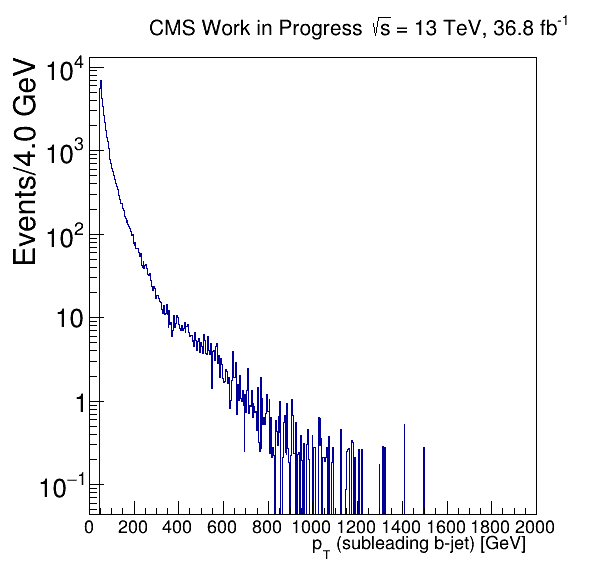 CMS Work in Progress √s = 13 TeV, 36.8 fb⁻¹
Events/4.0 GeV
10⁴
10³
10²
10
1
10⁻¹
0 200 400 600 800 1000 1200 1400 1600 1800 2000
p_T (subleading b-jet) [GeV]